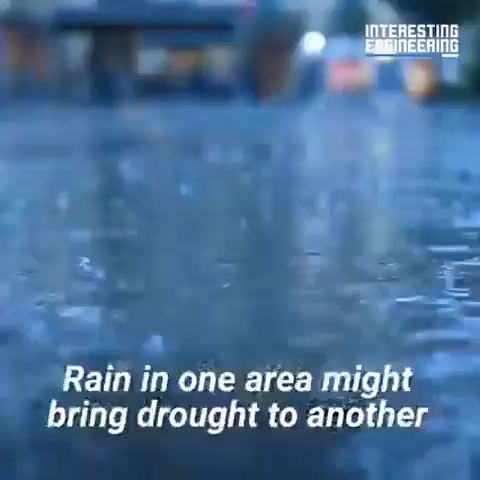 INTERESTING
ENGINEERING
Rain in one area might
bring drought to another